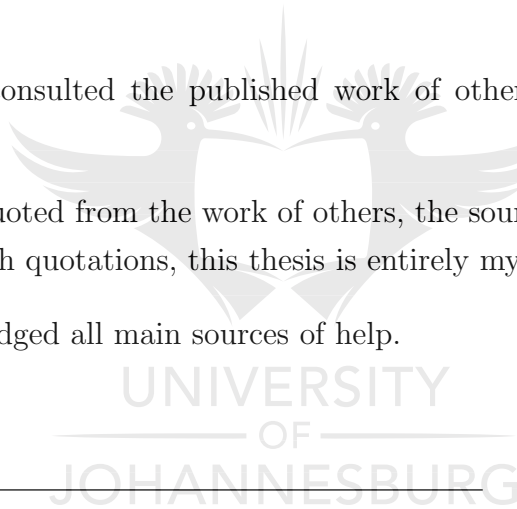 onsulted the published work of other
uoted from the work of others, the sour
h quotations, this thesis is entirely my
dged all main sources of help.
UNIVERSITY
OF
JOHANNESBURG